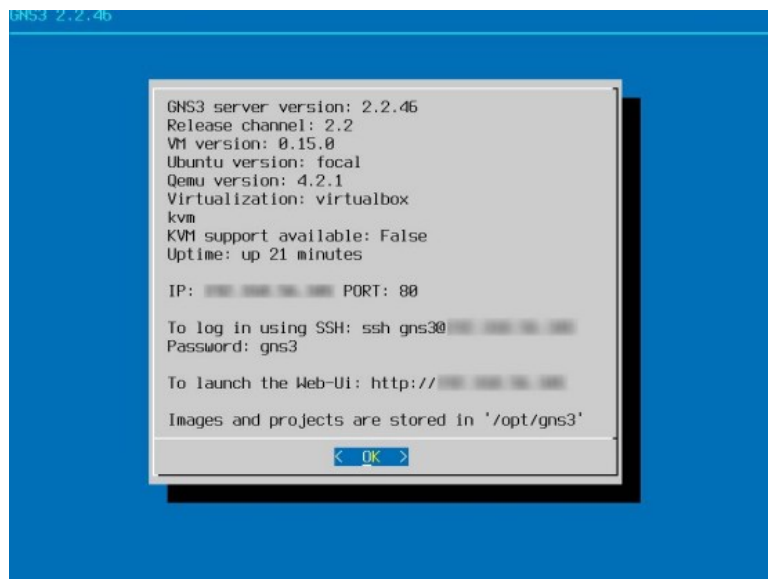 GNS3 2.2.46
GNS3 server version: 2.2.46
Release channel: 2.2
VM version: 0.15.0
Ubuntu version: focal
Qemu version: 4.2.1
Virtualization: virtualbox
kvm
KVM support available: False
Uptime: up 21 minutes
IP: PORT: 80
To log in using SSH: ssh gns3@
Password: gns3
To launch the Web-Ui: http://
Images and projects are stored in '/opt/gns3'
< OK >